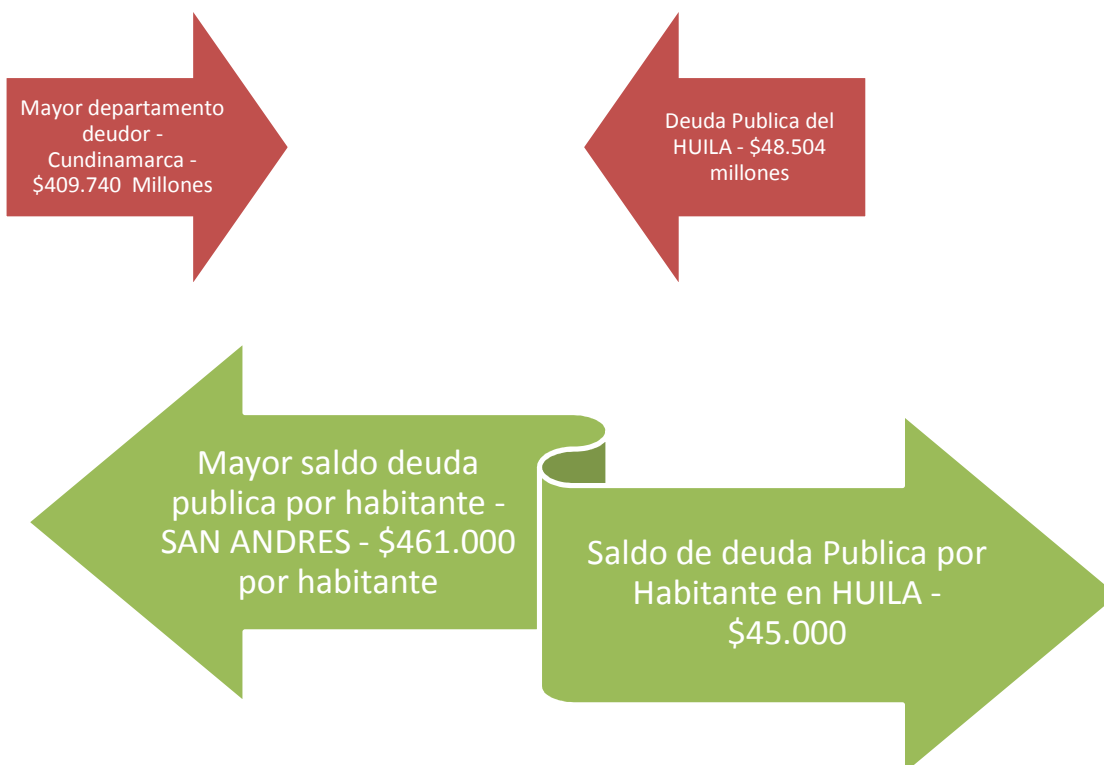 Mayor departamento
deudor -
Cundinamarca -
$409.740  Millones
Deuda Publica del
HUILA - $48.504
millones
Mayor saldo deuda
publica por habitante -
SAN ANDRES - $461.000
por habitante
Saldo de deuda Publica por
Habitante en HUILA -
$45.000